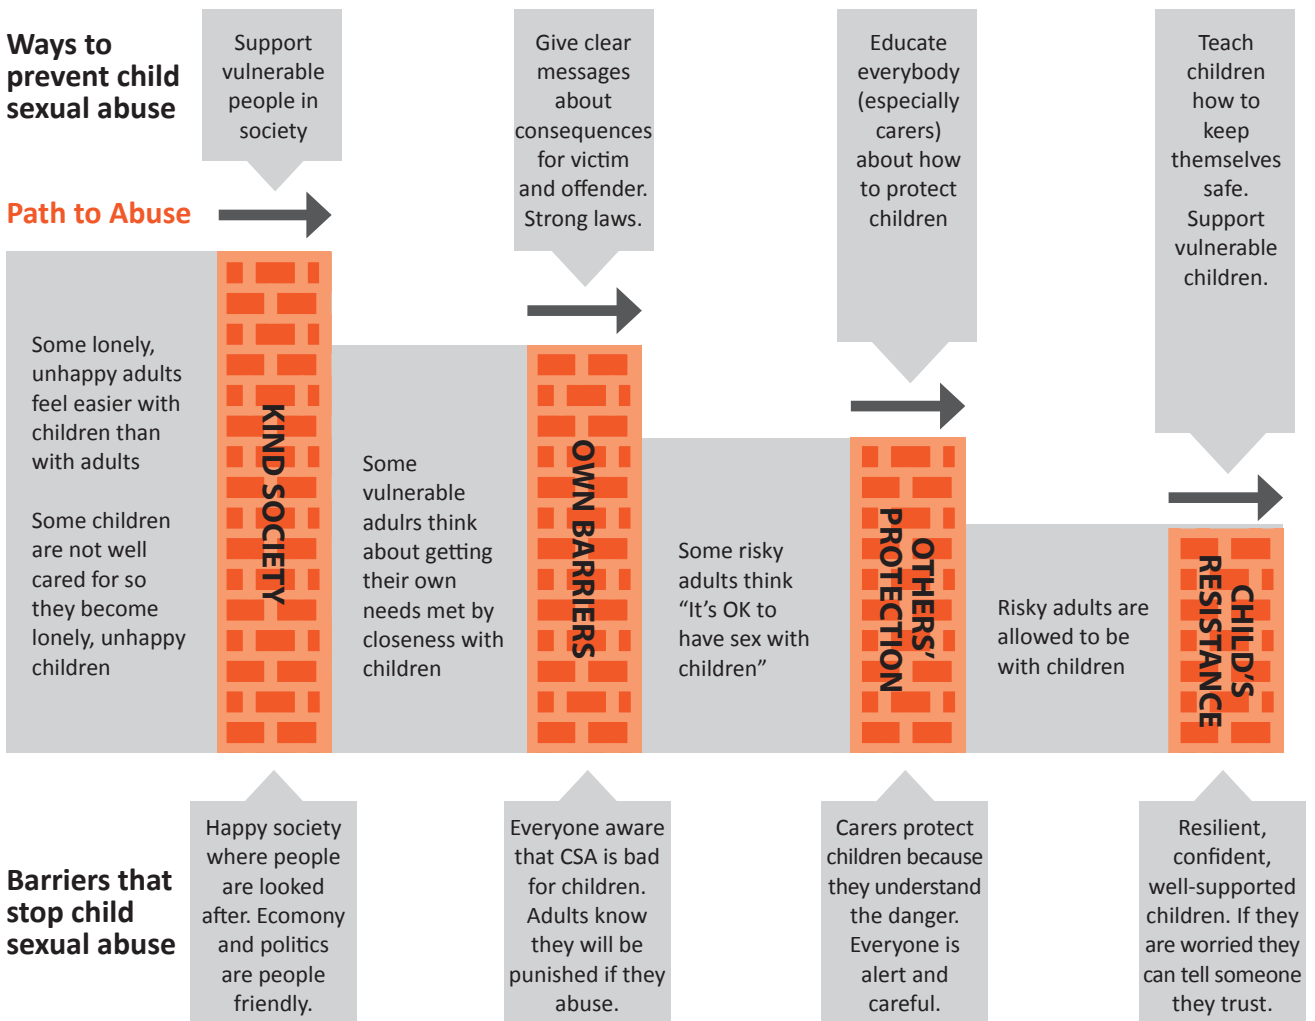 Ways to
prevent child
sexual abuse
Support
vulnerable
people in
society
Give clear
messages
about
consequences
for victim
and offender.
Strong laws.
Educate
everybody
(especially
carers)
about how
to protect
children
Teach
children
how to
keep
themselves
safe.
Support
vulnerable
children.
Path to Abuse
Some lonely,
unhappy adults
feel easier with
children than
with adults
Some children
are not well
cared for so
they become
lonely, unhappy
children
KIND SOCIETY
Some
vulnerable
adulrs think
about getting
their own
needs met by
closeness with
children
OWN BARRIERS
Some risky
adults think
“It’s OK to
have sex with
children”
OTHERS’
PROTECTION
Risky adults are
allowed to be
with children
CHILD’S
RESISTANCE
Barriers that
stop child
sexual abuse
Happy society
where people
are looked
after. Ecomony
and politics
are people
friendly.
Everyone aware
that CSA is bad
for children.
Adults know
they will be
punished if they
abuse.
Carers protect
children because
they understand
the danger.
Everyone is
alert and
careful.
Resilient,
confident,
well-supported
children. If they
are worried they
can tell someone
they trust.